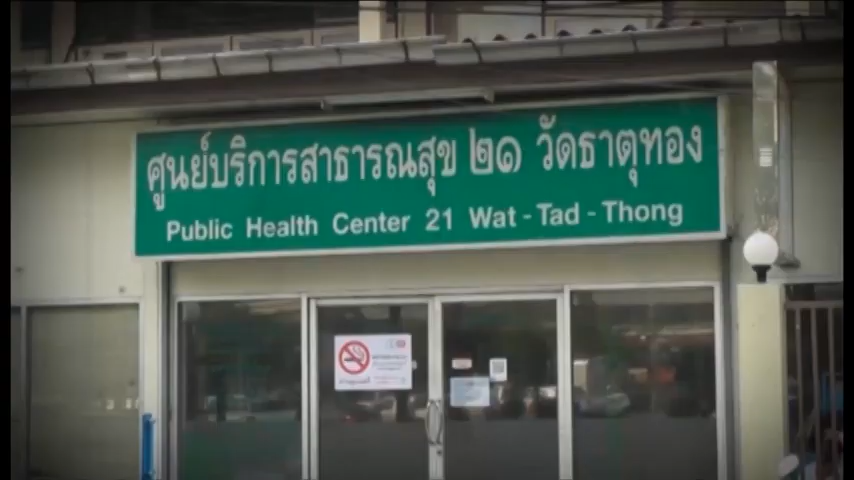 ศูนย์บริการสาธารณสุข ๒๑ วัดธาตุทอง
Public Health Center 21 Wat - Tad - Thong